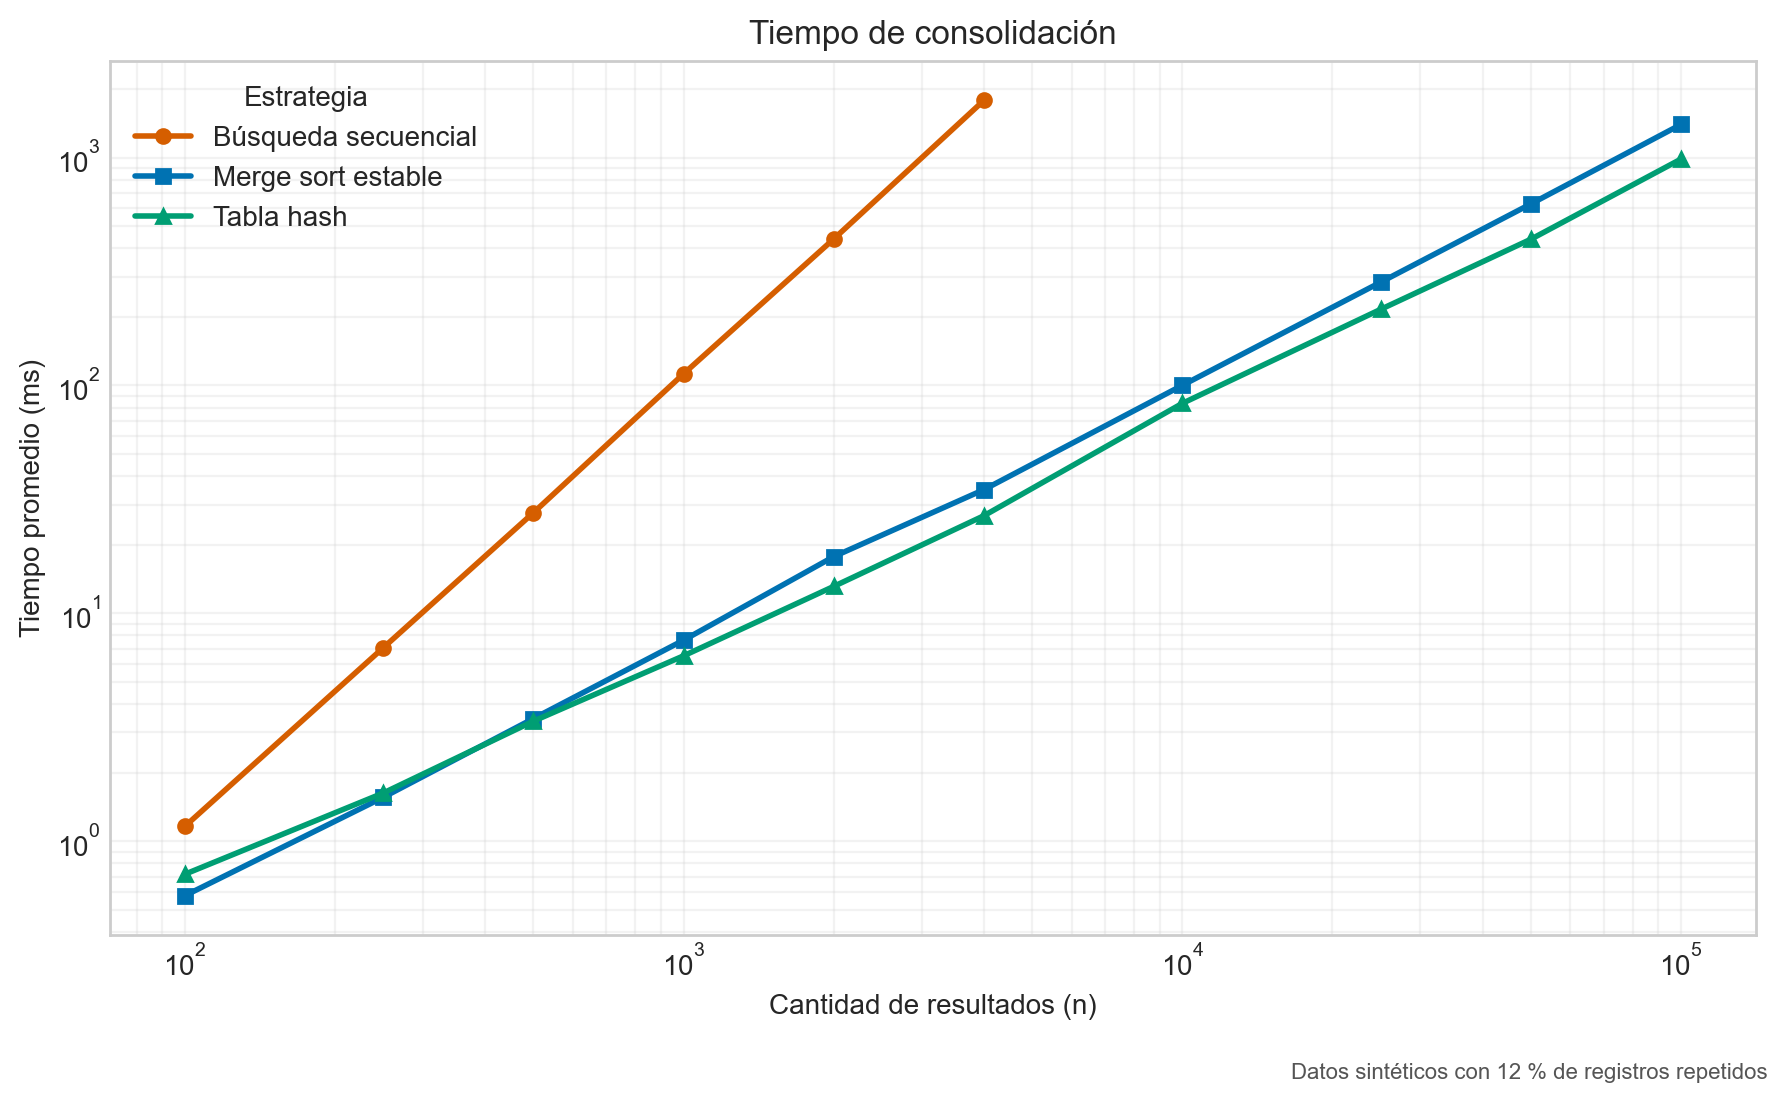 Tiempo de consolidación
Estrategia
Búsqueda secuencial
Merge sort estable
Tabla hash
Tiempo promedio (ms)
10³
10²
10¹
10⁰
10² 10³ 10⁴ 10⁵
Cantidad de resultados (n)
Datos sintéticos con 12 % de registros repetidos